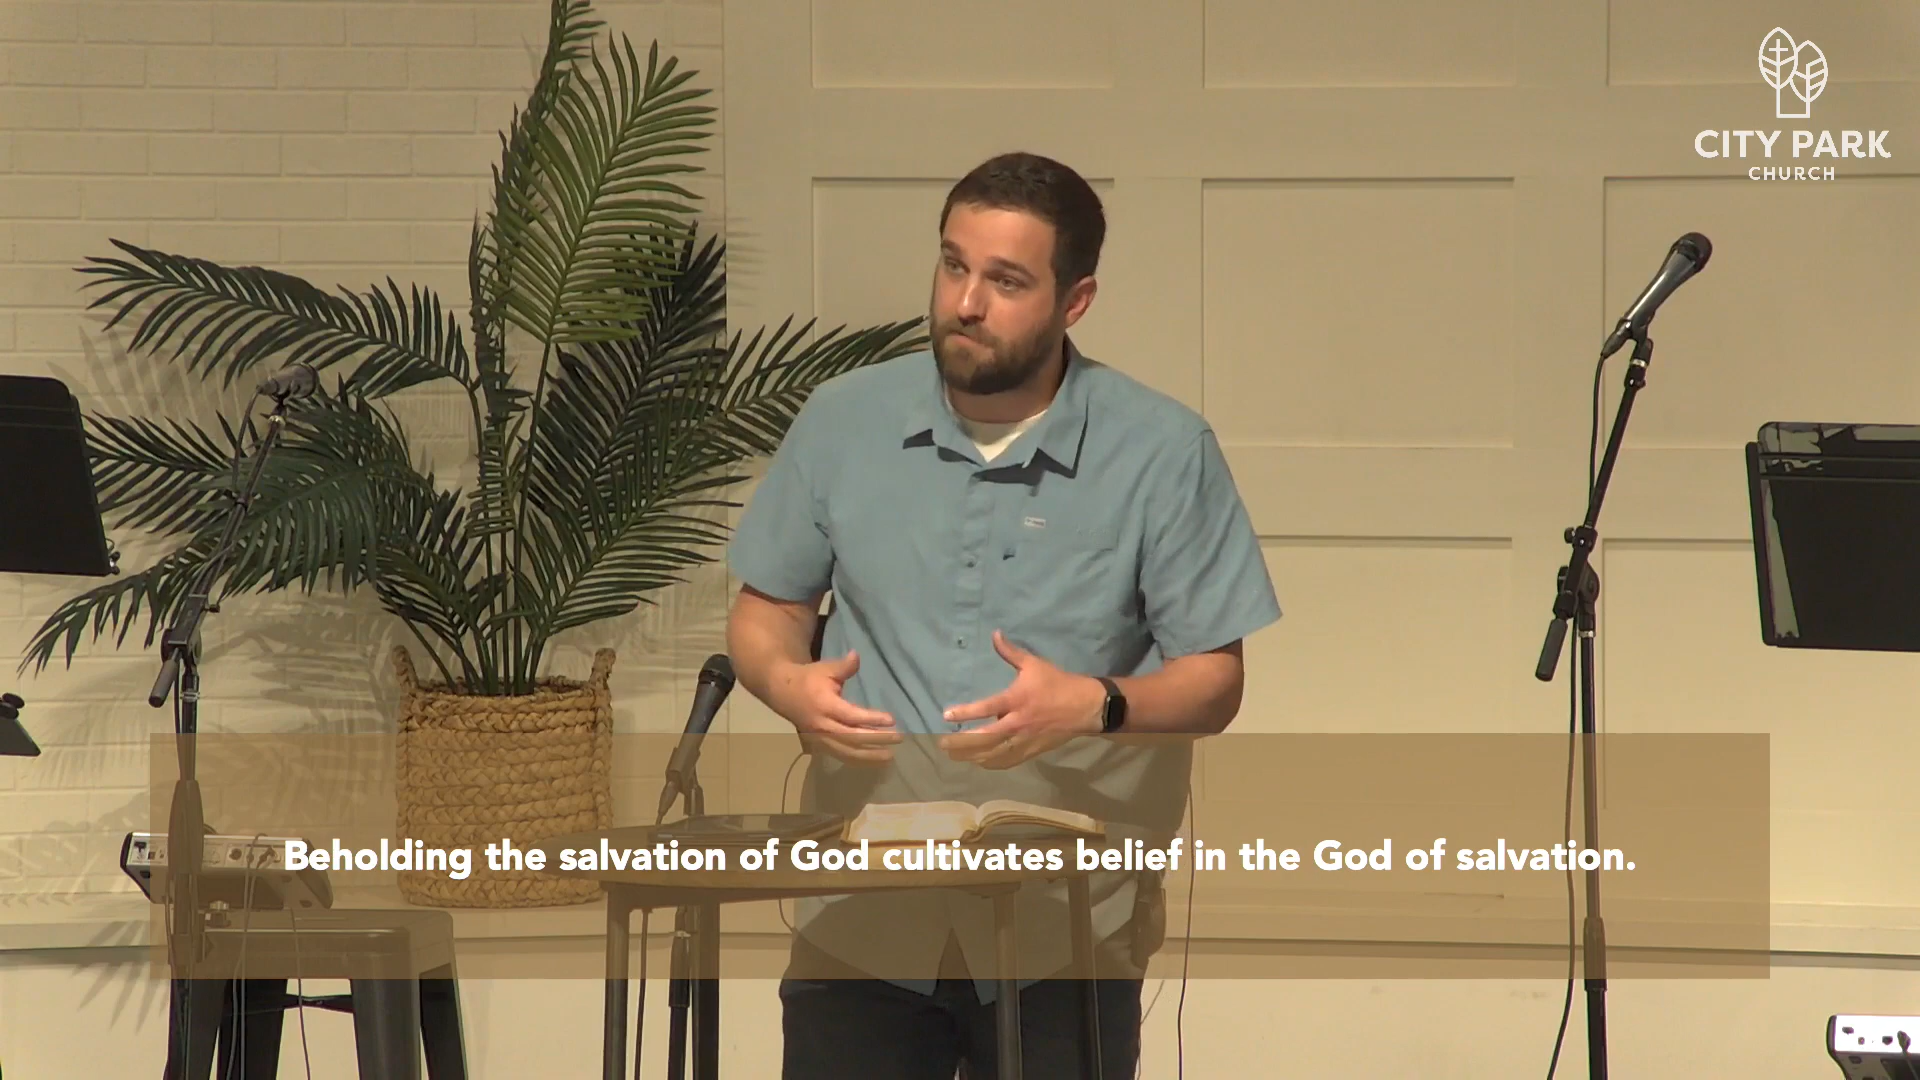 CITY PARK
CHURCH
Beholding the salvation of God cultivates belief in the God of salvation.